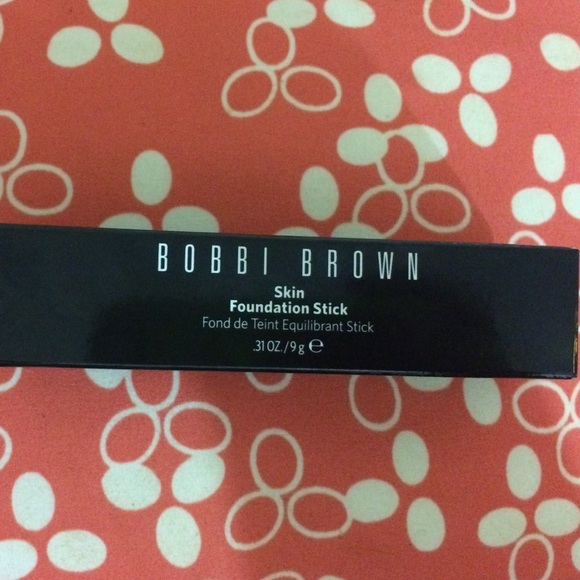 BOBBI BROWN
Skin
Foundation Stick
Fond de Teint Equilibrant Stick
.31 OZ./9 g ℮